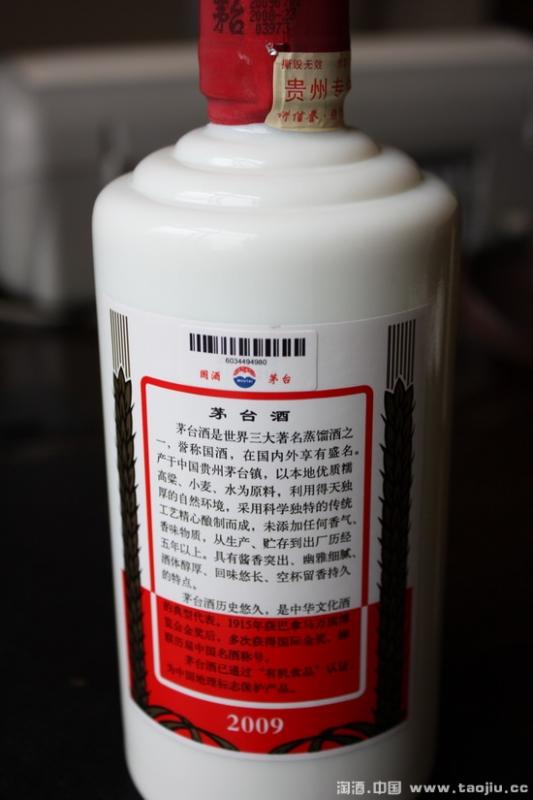 茅台
撕毁无效
贵州专
6034494980
国酒 茅台
茅台酒
茅台酒是世界三大著名蒸馏酒之
一，誉称国酒，在国内外享有盛名。
产于中国贵州茅台镇，以本地优质糯
高粱、小麦、水为原料，利用得天独
厚的自然环境，采用科学独特的传统
工艺精心酿制而成，未添加任何香气、
香味物质，从生产、贮存到出厂历经
五年以上。具有酱香突出、幽雅细腻、
酒体醇厚、回味悠长、空杯留香持久
的特点。
茅台酒历史悠久，是中华文化酒
的典型代表，1915年获巴拿马万国博
览会金奖后，多次获得国际金奖，蝉
联历届中国名酒称号。
茅台酒已通过“有机食品”认证
为中国地理标志保护产品。
2009
淘酒.中国 www.taojiu.cc